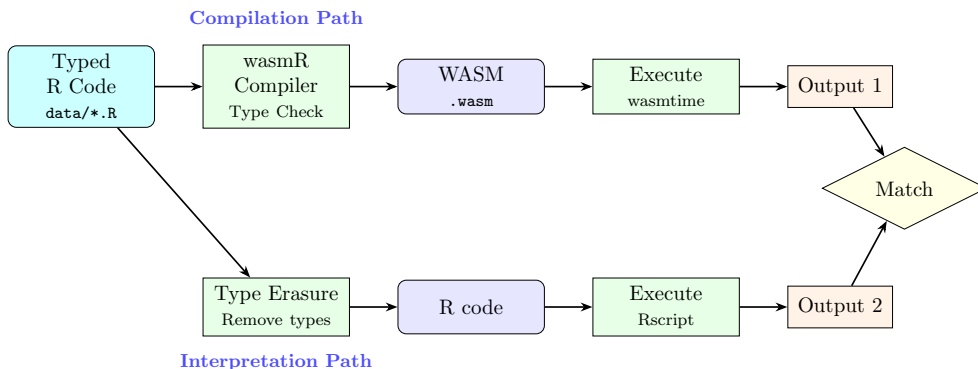 Compilation Path
Typed
R Code
data/*.R
wasmR
Compiler
Type Check
WASM
.wasm
Execute
wasmtime
Output 1
Match
Type Erasure
Remove types
R code
Execute
Rscript
Output 2
Interpretation Path